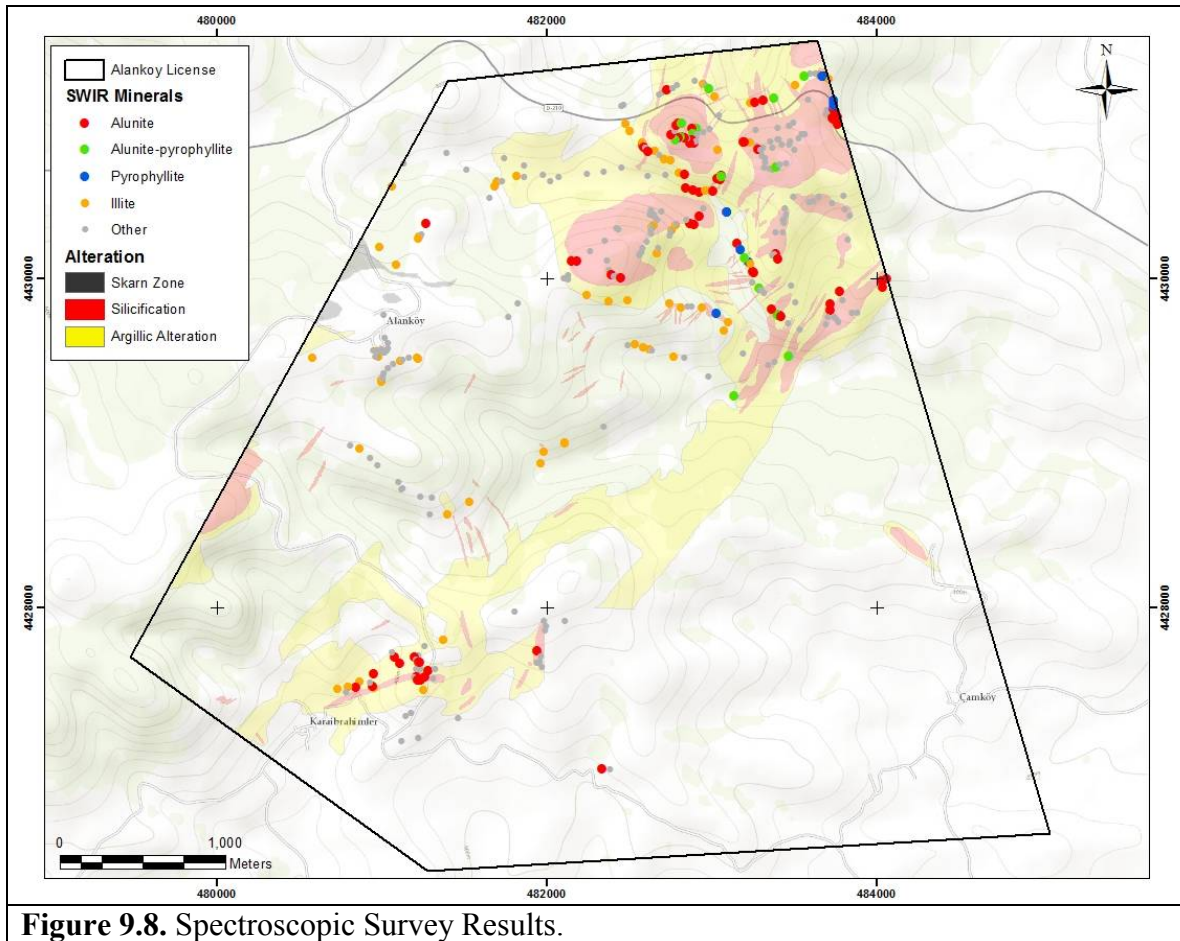 480000
482000
484000
Alankoy License
SWIR Minerals
Alunite
Alunite-pyrophyllite
Pyrophyllite
Illite
Other
Alteration
Skarn Zone
Silicification
Argillic Alteration
N
D-210
4430000
4430000
Alanköy
4428000
4428000
Karaibrahimler
Çamköy
0
1,000
Meters
480000
482000
484000
Figure 9.8. Spectroscopic Survey Results.